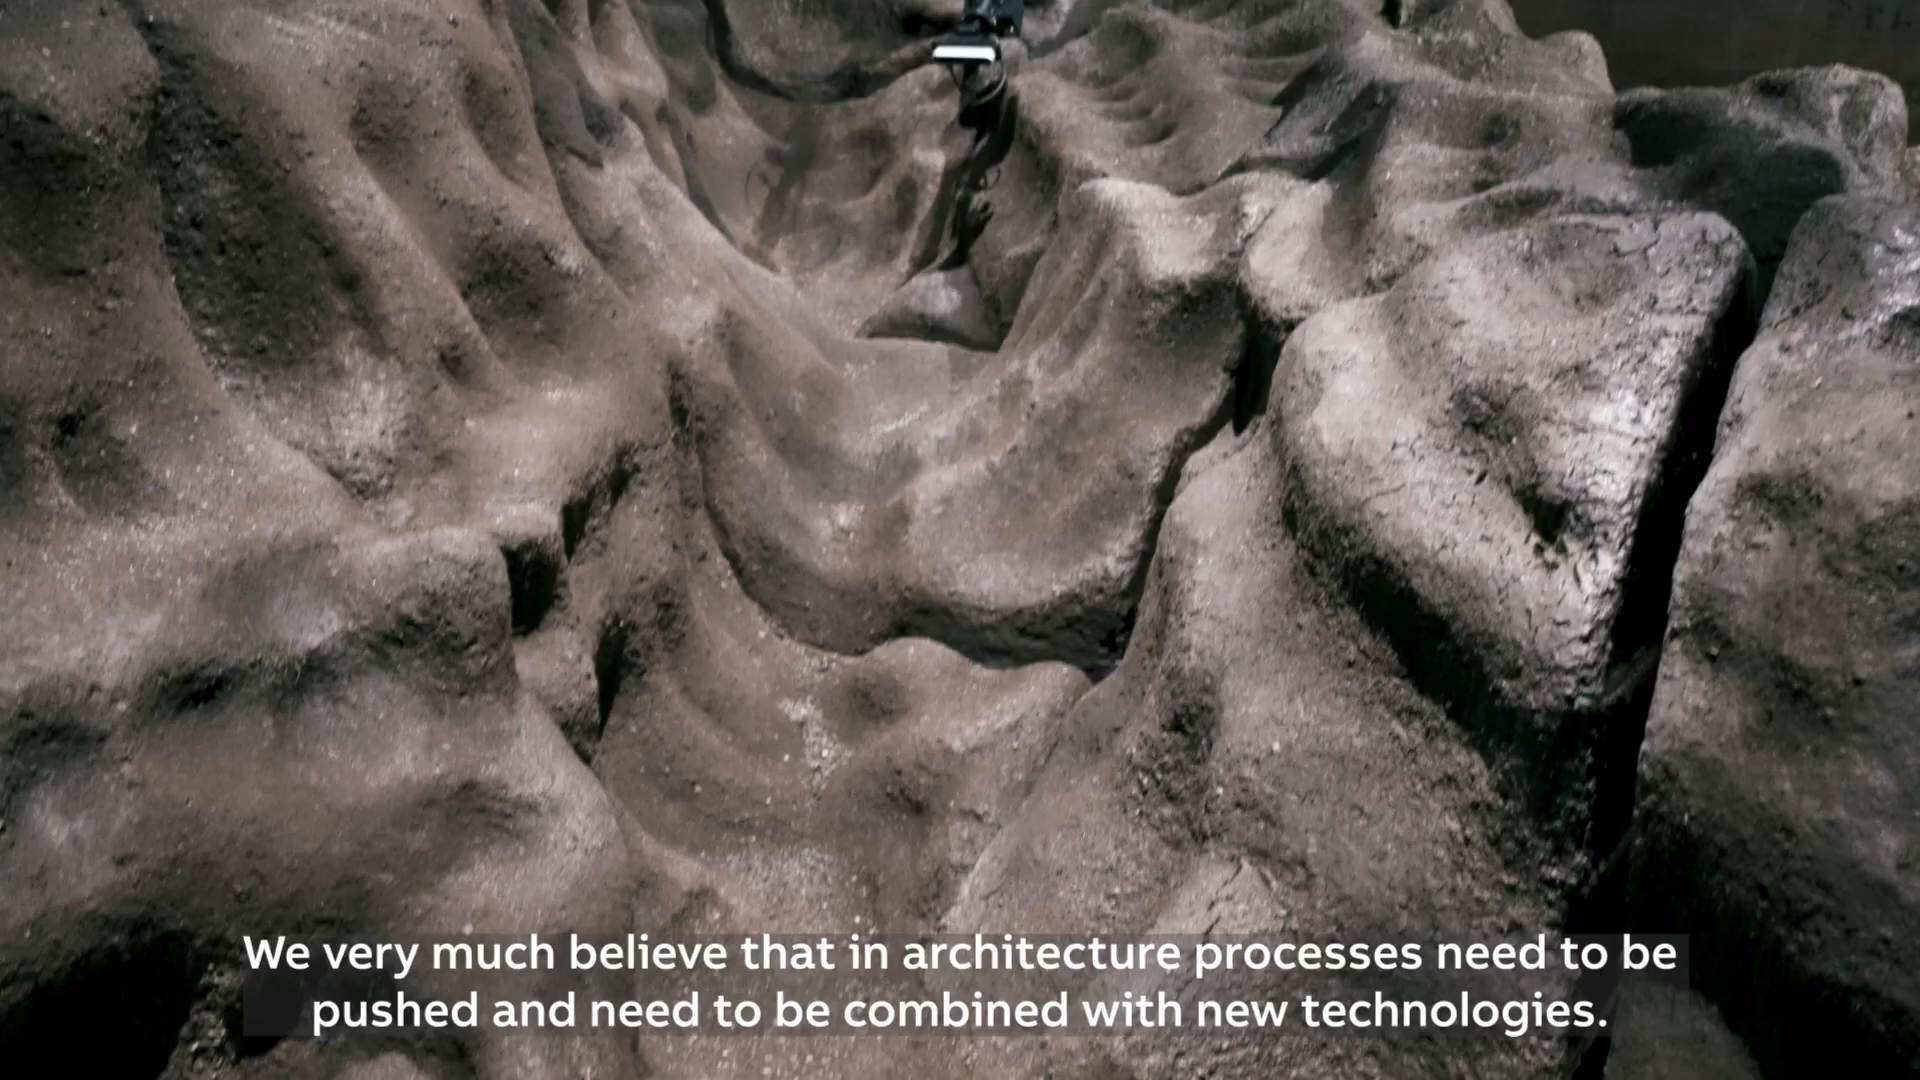 We very much believe that in architecture processes need to be
pushed and need to be combined with new technologies.